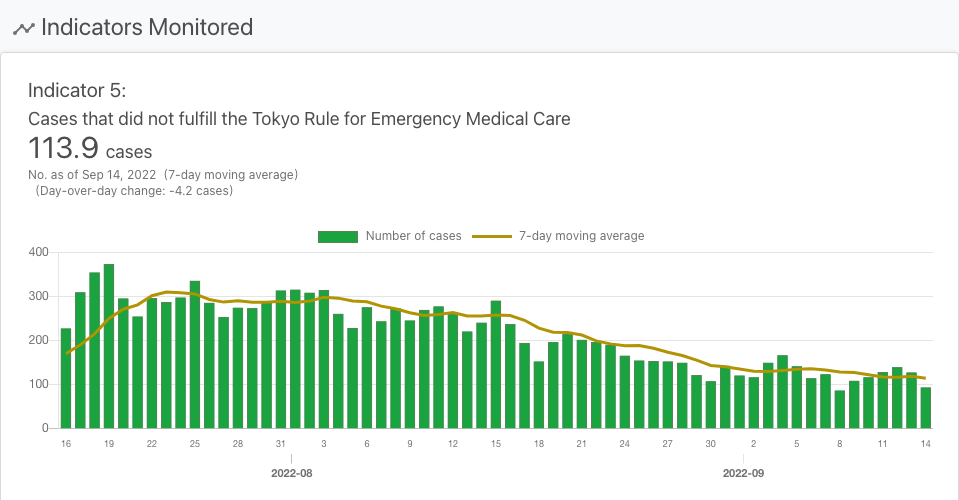 Indicators Monitored
Indicator 5:
Cases that did not fulfill the Tokyo Rule for Emergency Medical Care
113.9 cases
No. as of Sep 14, 2022 (7-day moving average)
(Day-over-day change: -4.2 cases)
Number of cases 7-day moving average
400
300
200
100
0
16 19 22 25 28 31 3 6 9 12 15 18 21 24 27 30 2 5 8 11 14
2022-08 2022-09